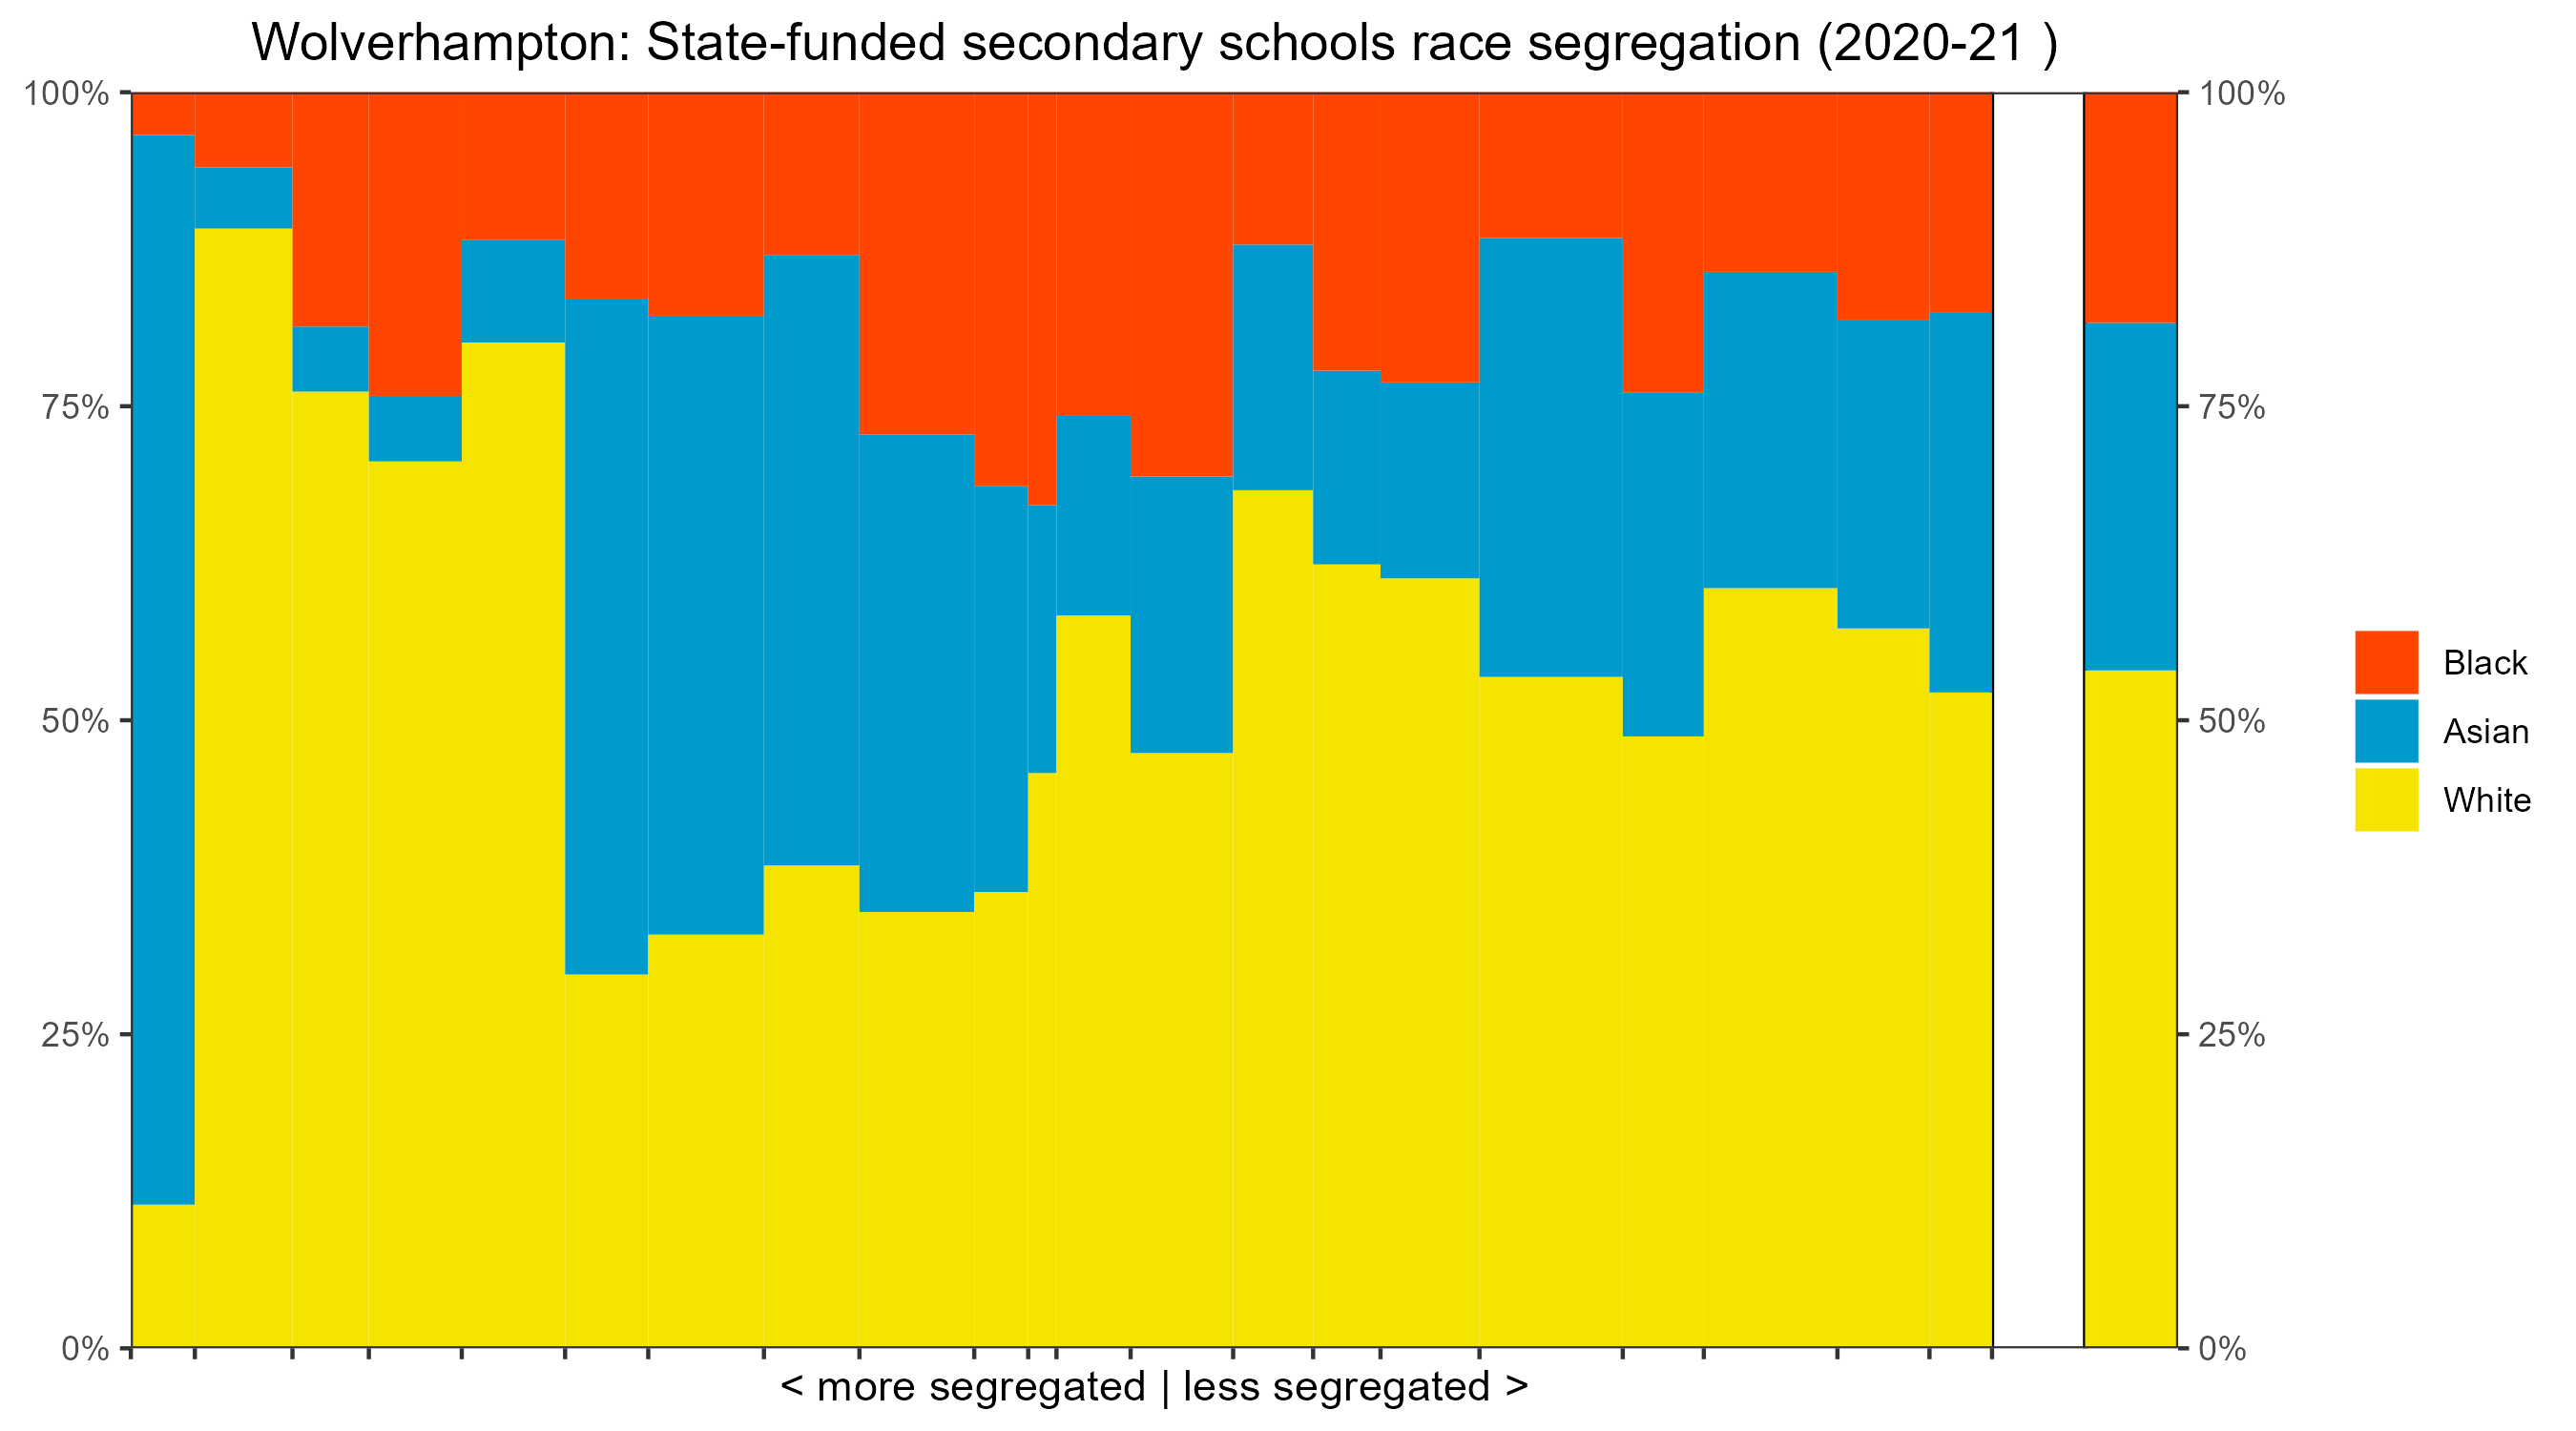 Wolverhampton: State-funded secondary schools race segregation (2020-21 )
100%
100%
75%
75%
50%
50%
25%
25%
0%
0%
Black
Asian
White
< more segregated | less segregated >